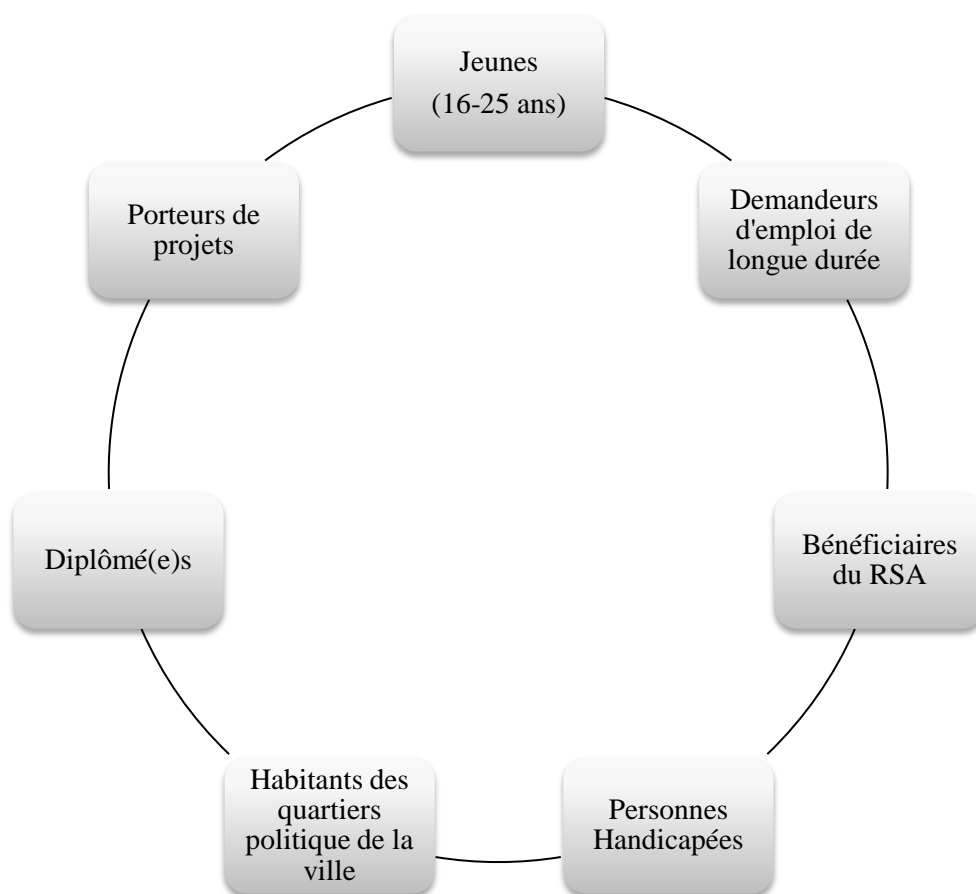 Jeunes
(16-25 ans)
Demandeurs
d'emploi de
longue durée
Bénéficiaires
du RSA
Personnes
Handicapées
Habitants des
quartiers
politique de la
ville
Diplômé(e)s
Porteurs de
projets